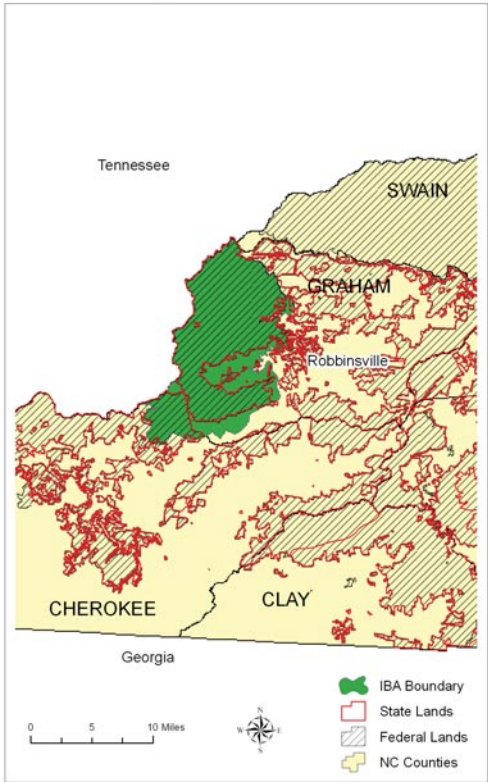 Tennessee
SWAIN
GRAHAM
Robbinsville
CHEROKEE
CLAY
Georgia
IBA Boundary
State Lands
Federal Lands
NC Counties
0 5 10 Miles
N
W E
S